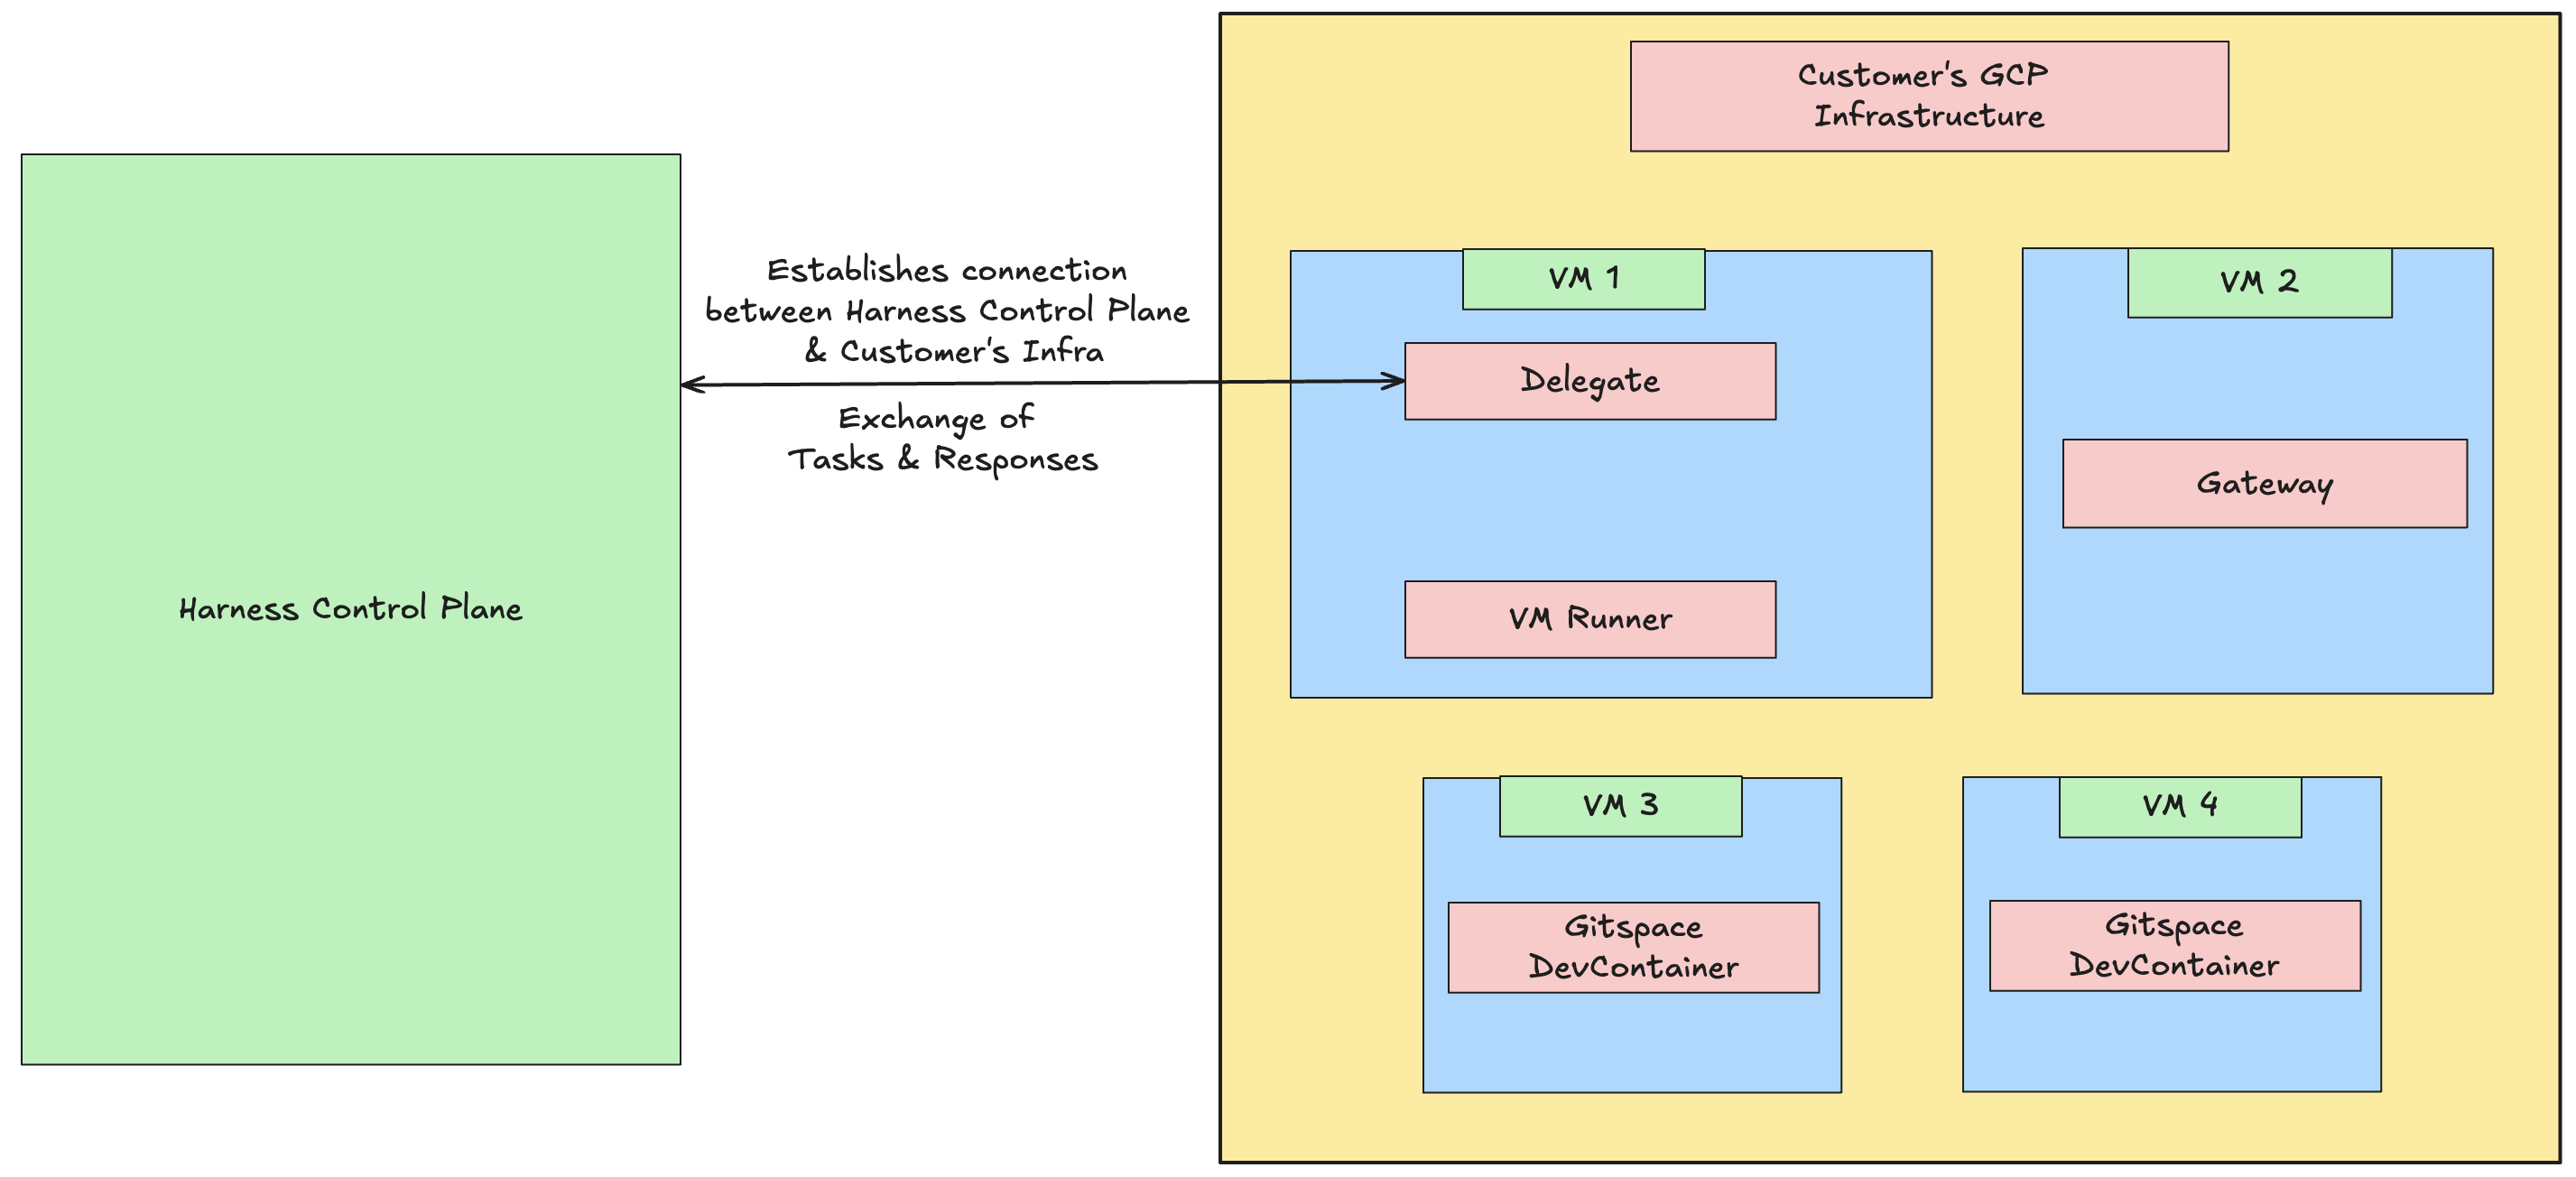 Customer's GCP
Infrastructure
Harness Control Plane
Establishes connection
between Harness Control Plane
& Customer's Infra
Exchange of
Tasks & Responses
VM 1
Delegate
VM Runner
VM 2
Gateway
VM 3
Gitspace
DevContainer
VM 4
Gitspace
DevContainer